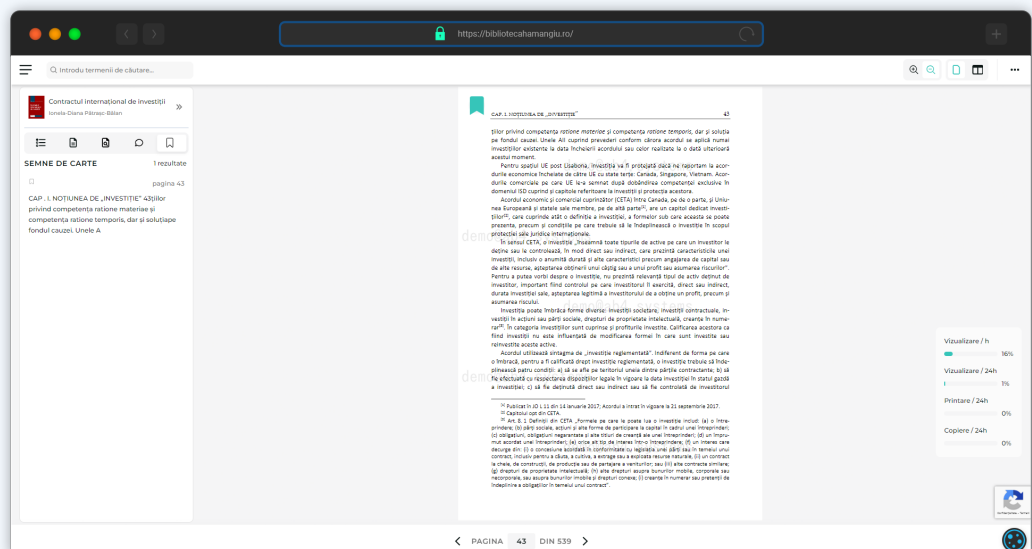 https://bibliotecahamangiu.ro/
Introdu termenii de căutare...
Contractul internațional de investiții
Ionela-Diana Pătrașc-Bălan
SEMNE DE CARTE
1 rezultate
pagina 43
CAP . I. NOȚIUNEA DE „INVESTIȚIE" 43țiilor
privind competența ratione materiae și
competența ratione temporis, dar și soluțiape
fondul cauzei. Unele A
CAP. I. NOȚIUNEA DE „INVESTIȚIE" 43
țiilor privind competența ratione materiae și competența ratione temporis, dar și soluția
pe fondul cauzei. Unele AII cuprind prevederi conform cărora acordul se aplică numai
investițiilor existente la data încheierii acordului sau celor realizate la o dată ulterioară
acestui moment.
Pentru spațiul UE post Lisabona, investiția va fi protejată dacă ne raportăm la acor-
durile economice încheiate de către UE cu state terțe: Canada, Singapore, Vietnam. Acor-
durile comerciale pe care UE le-a semnat după dobândirea competenței exclusive în
domeniul ISD cuprind și capitole referitoare la investiții și protecția acestora.
Acordul economic și comercial cuprinzător (CETA) între Canada, pe de o parte, și Uniu-
nea Europeană și statele sale membre, pe de altă parte[1], are un capitol dedicat investi-
țiilor[2], care cuprinde atât o definiție a investiției, a formelor sub care aceasta se poate
prezenta, precum și condițiile pe care trebuie să le îndeplinească o investiție în scopul
protecției sale juridice internaționale.
În sensul CETA, o investiție „înseamnă toate tipurile de active pe care un investitor le
deține sau le controlează, în mod direct sau indirect, care prezintă caracteristicile unei
investiții, inclusiv o anumită durată și alte caracteristici precum angajarea de capital sau
de alte resurse, așteptarea obținerii unui câștig sau a unui profit sau asumarea riscurilor".
Pentru a putea vorbi despre o investiție, nu prezintă relevanță tipul de activ deținut de
investitor, important fiind controlul pe care investitorul îl exercită, direct sau indirect,
durata investiției sale, așteptarea legitimă a investitorului de a obține un profit, precum și
asumarea riscului.
Investiția poate îmbrăca forme diverse: investiții societare, investiții contractuale, in-
vestiții în acțiuni sau părți sociale, drepturi de proprietate intelectuală, creanțe în nume-
rar[3]. În categoria investițiilor sunt cuprinse și profiturile investite. Calificarea acestora ca
fiind investiții nu este influențată de modificarea formei în care sunt investite sau
reinvestite aceste active.
Acordul utilizează sintagma de „investiție reglementată". Indiferent de forma pe care
o îmbracă, pentru a fi calificată drept investiție reglementată, o investiție trebuie să înde-
plinească patru condiții: a) să se afle pe teritoriul uneia dintre părțile contractante; b) să
fie efectuată cu respectarea dispozițiilor legale în vigoare la data investiției în statul gazdă
a investiției; c) să fie deținută direct sau indirect sau să fie controlată de investitorul
[1] Publicat în JO L 11 din 14 ianuarie 2017; Acordul a intrat în vigoare la 21 septembrie 2017.
[2] Capitolul opt din CETA.
[3] Art. 8. 1 Definiții din CETA „Formele pe care le poate lua o investiție includ: (a) o între-
prindere; (b) părți sociale, acțiuni și alte forme de participare la capital în cadrul unei întreprinderi;
(c) obligațiuni, obligațiuni negarantate și alte titluri de creanță ale unei întreprinderi; (d) un împru-
mut acordat unei întreprinderi; (e) orice alt tip de interes într-o întreprindere; (f) un interes care
decurge din: (i) o concesiune acordată în conformitate cu legislația unei părți sau în temeiul unui
contract, inclusiv pentru a căuta, a cultiva, a extrage sau a exploata resurse naturale, (ii) un contract
la cheie, de construcții, de producție sau de partajare a veniturilor; sau (iii) alte contracte similare;
(g) drepturi de proprietate intelectuală; (h) alte drepturi asupra bunurilor mobile, corporale sau
necorporale, sau asupra bunurilor imobile și drepturi conexe; (i) creanțe în numerar sau pretenții de
îndeplinire a obligațiilor în temeiul unui contract".
Vizualizare / h
16%
Vizualizare / 24h
1%
Printare / 24h
0%
Copiere / 24h
0%
PAGINA 43 DIN 539